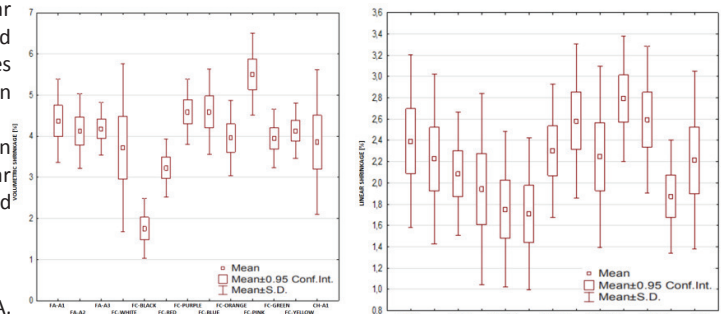 ar
d
es
n
n
ar
d
A.
VOLUMETRIC SHRINKAGE [%]
7
6
5
4
3
2
1
0
Mean
Mean±0.95 Conf.Int.
Mean±S.D.
FA-A1 FA-A3 FC-BLACK FC-PURPLE FC-ORANGE FC-GREEN CH-A1
FA-A2 FC-WHITE FC-RED FC-BLUE FC-PINK FC-YELLOW
LINEAR SHRINKAGE [%]
3,6
3,4
3,2
3,0
2,8
2,6
2,4
2,2
2,0
1,8
1,6
1,4
1,2
1,0
0,8
Mean
Mean±0.95 Conf.Int.
Mean±S.D.